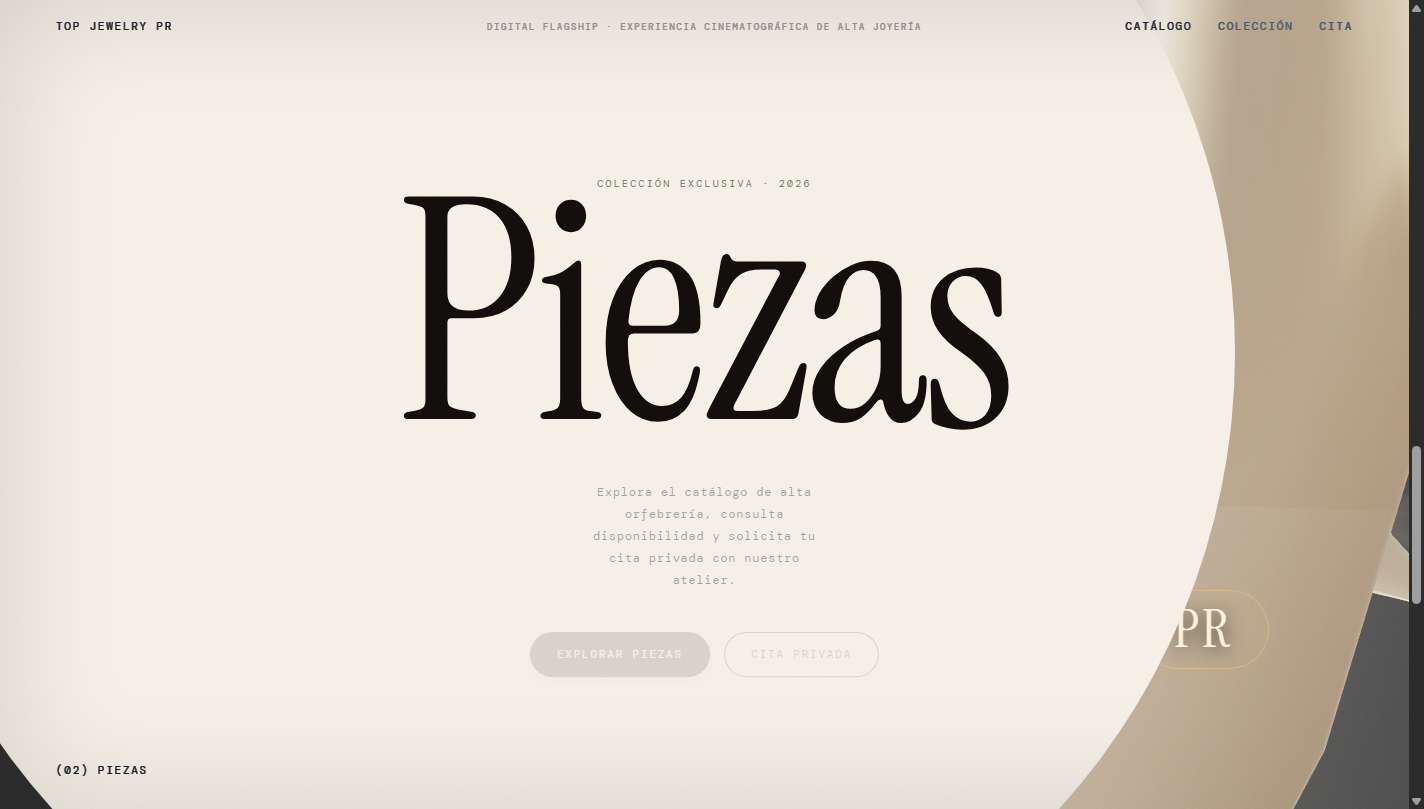 TOP JEWELRY PR
DIGITAL FLAGSHIP · EXPERIENCIA CINEMATOGRÁFICA DE ALTA JOYERÍA
CATÁLOGO COLECCIÓN CITA
COLECCIÓN EXCLUSIVA · 2026
Piezas
Explora el catálogo de alta
orfebrería, consulta
disponibilidad y solicita tu
cita privada con nuestro
atelier.
EXPLORAR PIEZAS
CITA PRIVADA
PR
(02) PIEZAS